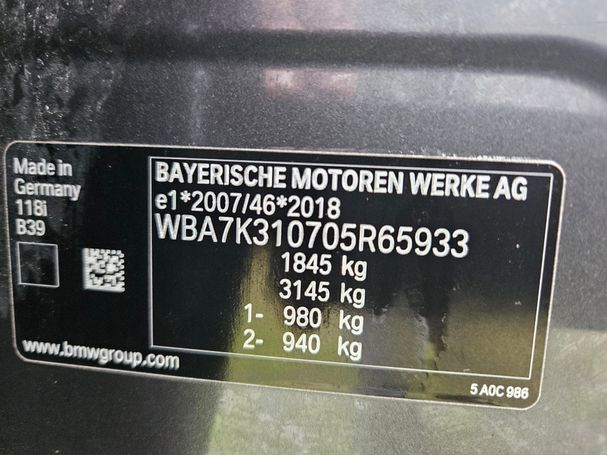 Made in
Germany
118i
B39
BAYERISCHE MOTOREN WERKE AG
e1*2007/46*2018
WBA7K310705R65933
1845 kg
3145 kg
1- 980 kg
2- 940 kg
www.bmwgroup.com
5 A0C 986